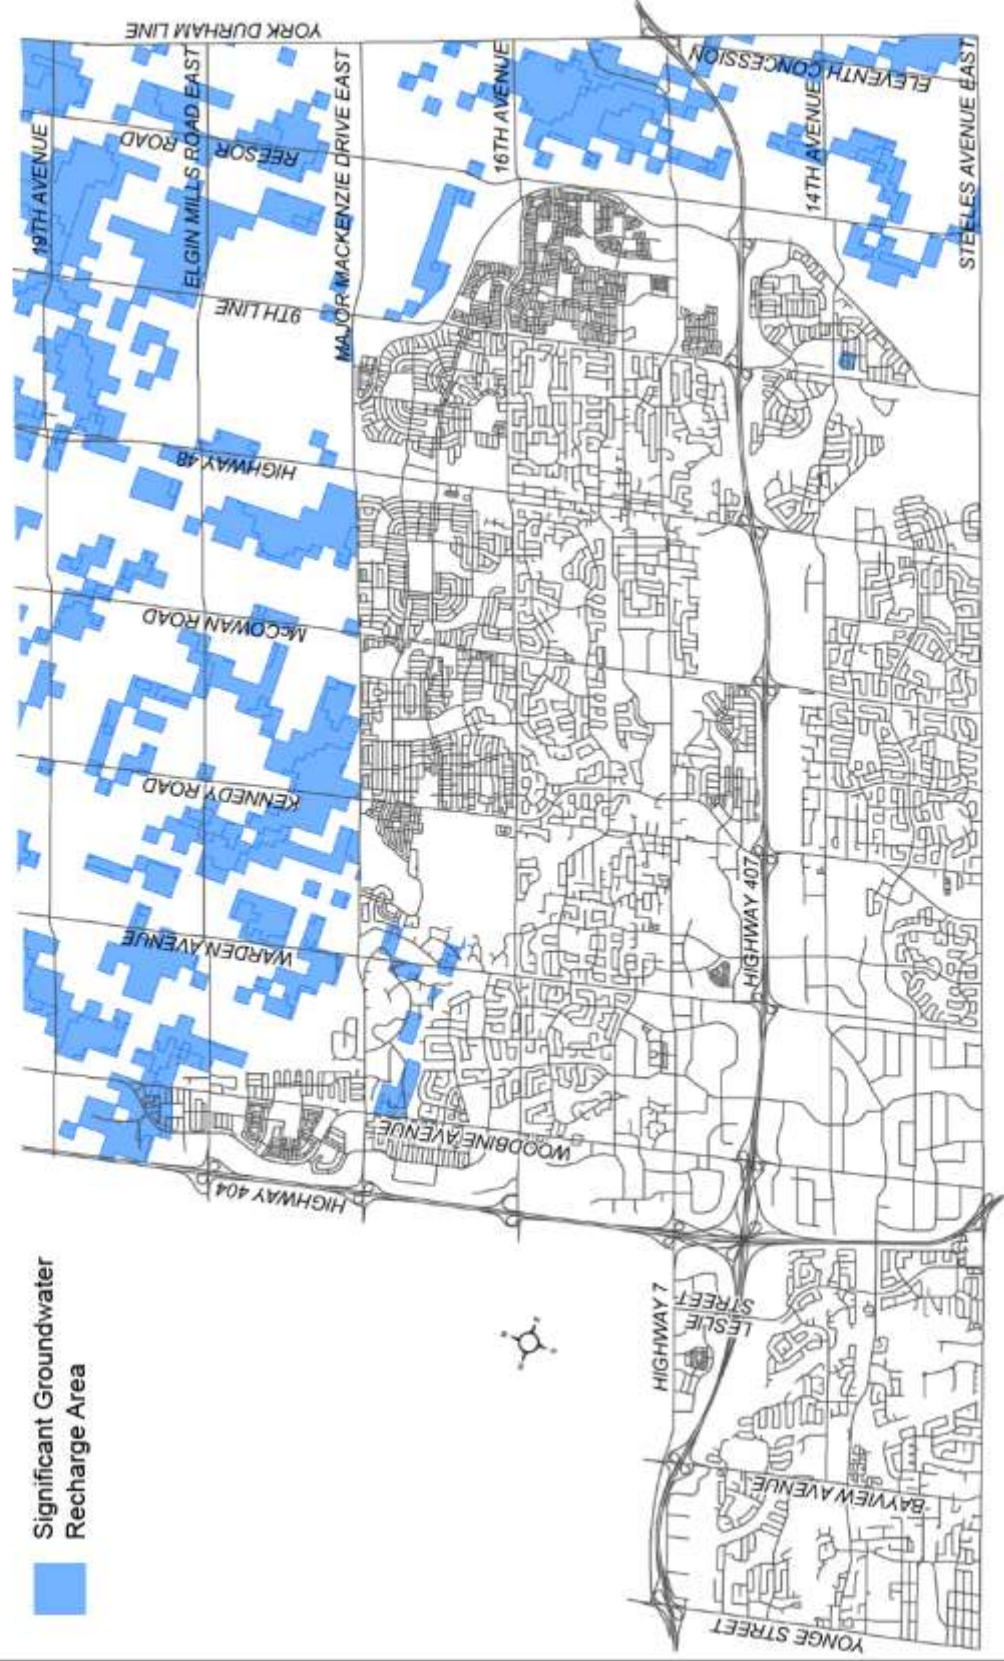 Significant Groundwater
Recharge Area
19TH AVENUE
ELGIN MILLS ROAD EAST
MAJOR MACKENZIE DRIVE EAST
16TH AVENUE
HIGHWAY 7
HIGHWAY 407
14TH AVENUE
STEELES AVENUE EAST
YONGE STREET
BAYVIEW AVENUE
LESLIE
STREET
HIGHWAY 404
WOODBINE AVENUE
WARDEN AVENUE
KENNEDY ROAD
McCOWAN ROAD
HIGHWAY 48
9TH LINE
REESOR
ROAD
ELEVENTH CONCESSION
YORK DURHAM LINE